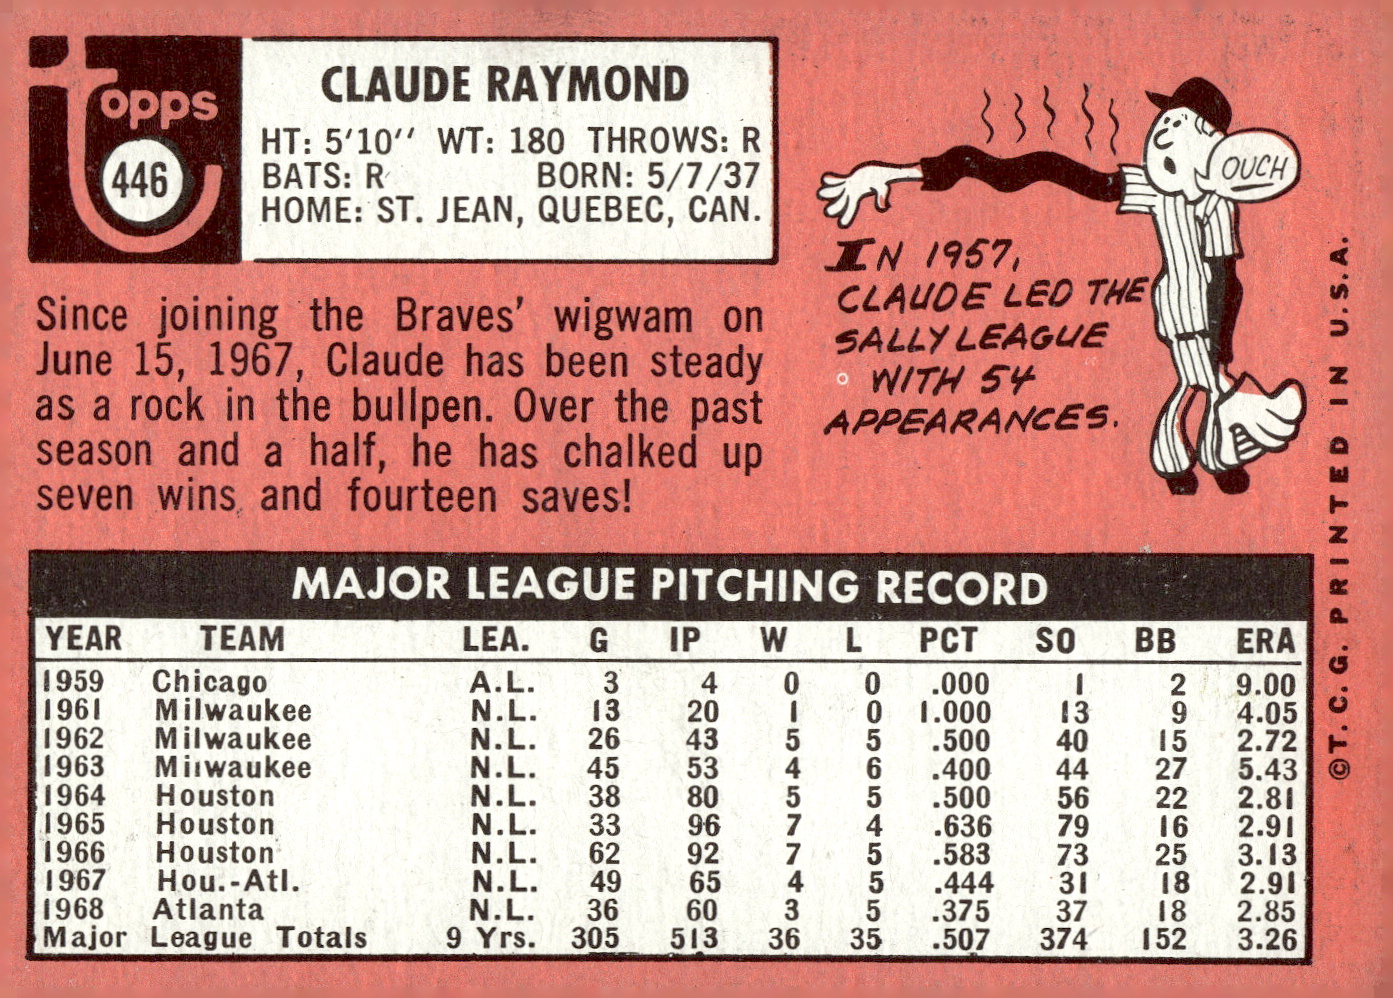 Topps
446
CLAUDE RAYMOND
HT: 5'10" WT: 180 THROWS: R
BATS: R BORN: 5/7/37
HOME: ST. JEAN, QUEBEC, CAN.
Since joining the Braves' wigwam on
June 15, 1967, Claude has been steady
as a rock in the bullpen. Over the past
season and a half, he has chalked up
seven wins and fourteen saves!
OUCH
IN 1957,
CLAUDE LED THE
SALLY LEAGUE
WITH 54
APPEARANCES.
MAJOR LEAGUE PITCHING RECORD
YEAR TEAM LEA. G IP W L PCT SO BB ERA
1959 Chicago A.L. 3 4 0 0 .000 1 2 9.00
1961 Milwaukee N.L. 13 20 1 0 1.000 13 9 4.05
1962 Milwaukee N.L. 26 43 5 5 .500 40 15 2.72
1963 Milwaukee N.L. 45 53 4 6 .400 44 27 5.43
1964 Houston N.L. 38 80 5 5 .500 56 22 2.81
1965 Houston N.L. 33 96 7 4 .636 79 16 2.91
1966 Houston N.L. 62 92 7 5 .583 73 25 3.13
1967 Hou.-Atl. N.L. 49 65 4 5 .444 31 18 2.91
1968 Atlanta N.L. 36 60 3 5 .375 37 18 2.85
Major League Totals 9 Yrs. 305 513 36 35 .507 374 152 3.26
©T.C.G. PRINTED IN U.S.A.